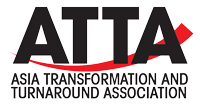 ATTA
ASIA TRANSFORMATION AND
TURNAROUND ASSOCIATION